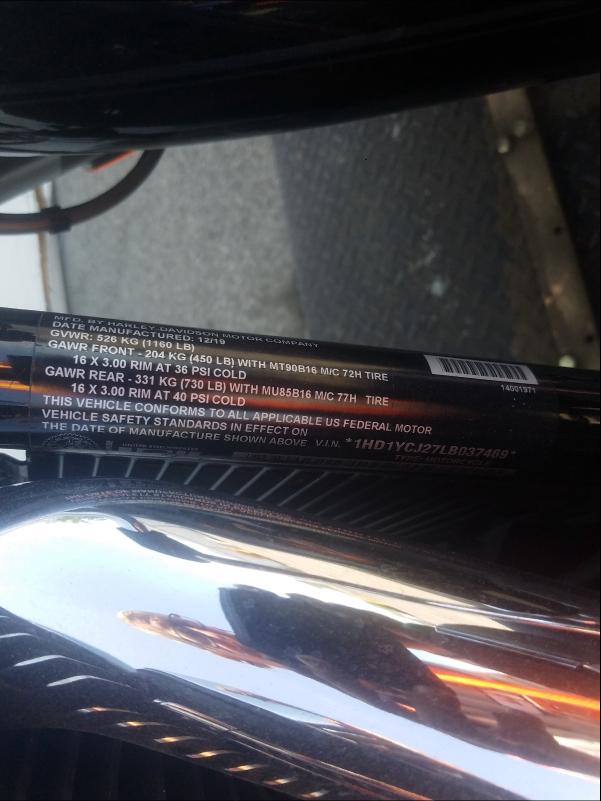 MFD. BY HARLEY-DAVIDSON MOTOR COMPANY
DATE MANUFACTURED: 12/19
GVWR: 526 KG (1160 LB)
GAWR FRONT - 204 KG (450 LB) WITH MT90B16 M/C 72H TIRE
16 X 3.00 RIM AT 36 PSI COLD
GAWR REAR - 331 KG (730 LB) WITH MU85B16 M/C 77H TIRE
16 X 3.00 RIM AT 40 PSI COLD
THIS VEHICLE CONFORMS TO ALL APPLICABLE US FEDERAL MOTOR
VEHICLE SAFETY STANDARDS IN EFFECT ON
THE DATE OF MANUFACTURE SHOWN ABOVE V.I.N. *1HD1YCJ27LB037469*
TYPE: MOTORCYCLE
14001971